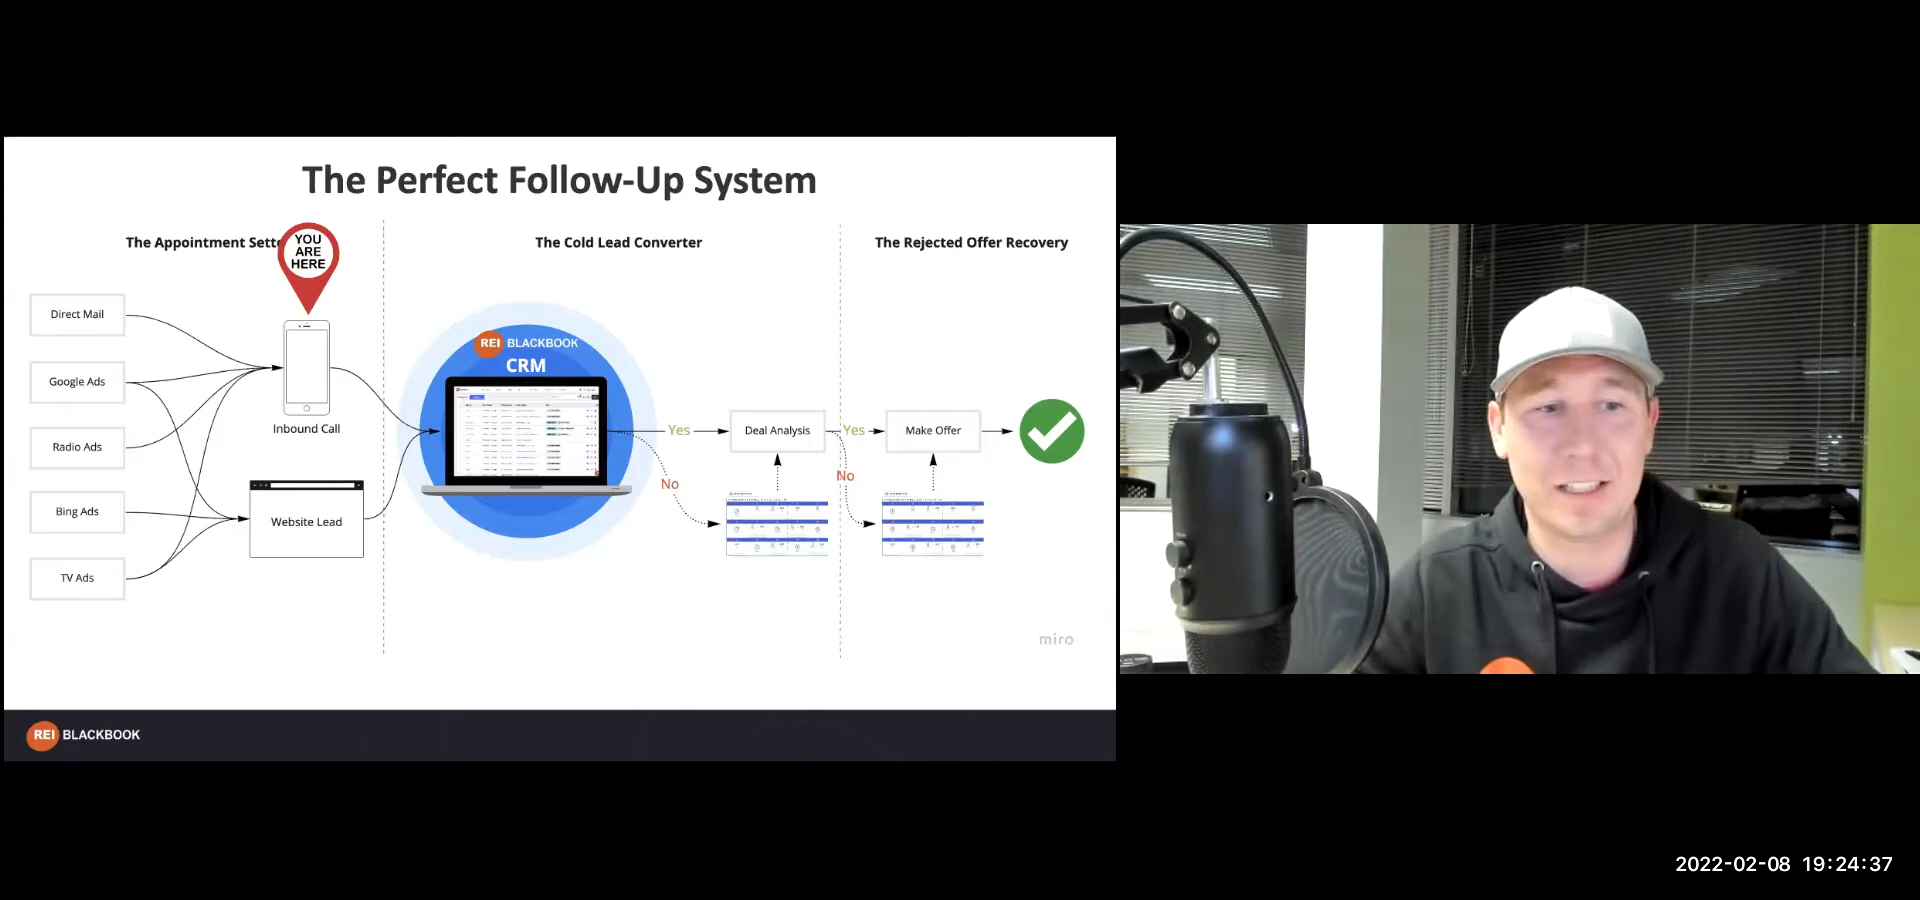 The Perfect Follow-Up System
The Appointment Sette
YOU
ARE
HERE
The Cold Lead Converter
The Rejected Offer Recovery
Direct Mail
Google Ads
Radio Ads
Bing Ads
TV Ads
Inbound Call
Website Lead
REI BLACKBOOK
CRM
Yes
No
Deal Analysis
Yes
No
Make Offer
miro
REI BLACKBOOK
2022-02-08 19:24:37